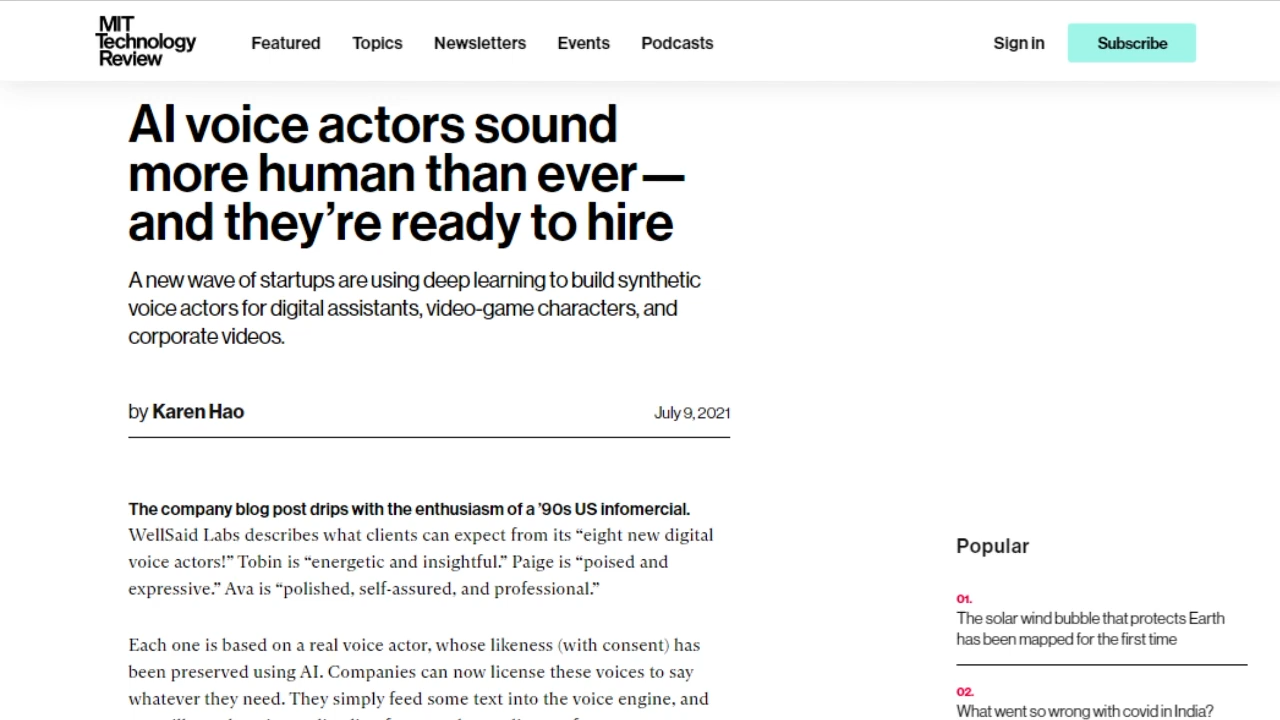 MIT
Technology
Review
Featured Topics Newsletters Events Podcasts Sign in Subscribe
AI voice actors sound
more human than ever—
and they’re ready to hire
A new wave of startups are using deep learning to build synthetic
voice actors for digital assistants, video-game characters, and
corporate videos.
by Karen Hao July 9, 2021
The company blog post drips with the enthusiasm of a ’90s US infomercial.
WellSaid Labs describes what clients can expect from its “eight new digital
voice actors!” Tobin is “energetic and insightful.” Paige is “poised and
expressive.” Ava is “polished, self-assured, and professional.”
Each one is based on a real voice actor, whose likeness (with consent) has
been preserved using AI. Companies can now license these voices to say
whatever they need. They simply feed some text into the voice engine, and
Popular
01.
The solar wind bubble that protects Earth
has been mapped for the first time
02.
What went so wrong with covid in India?